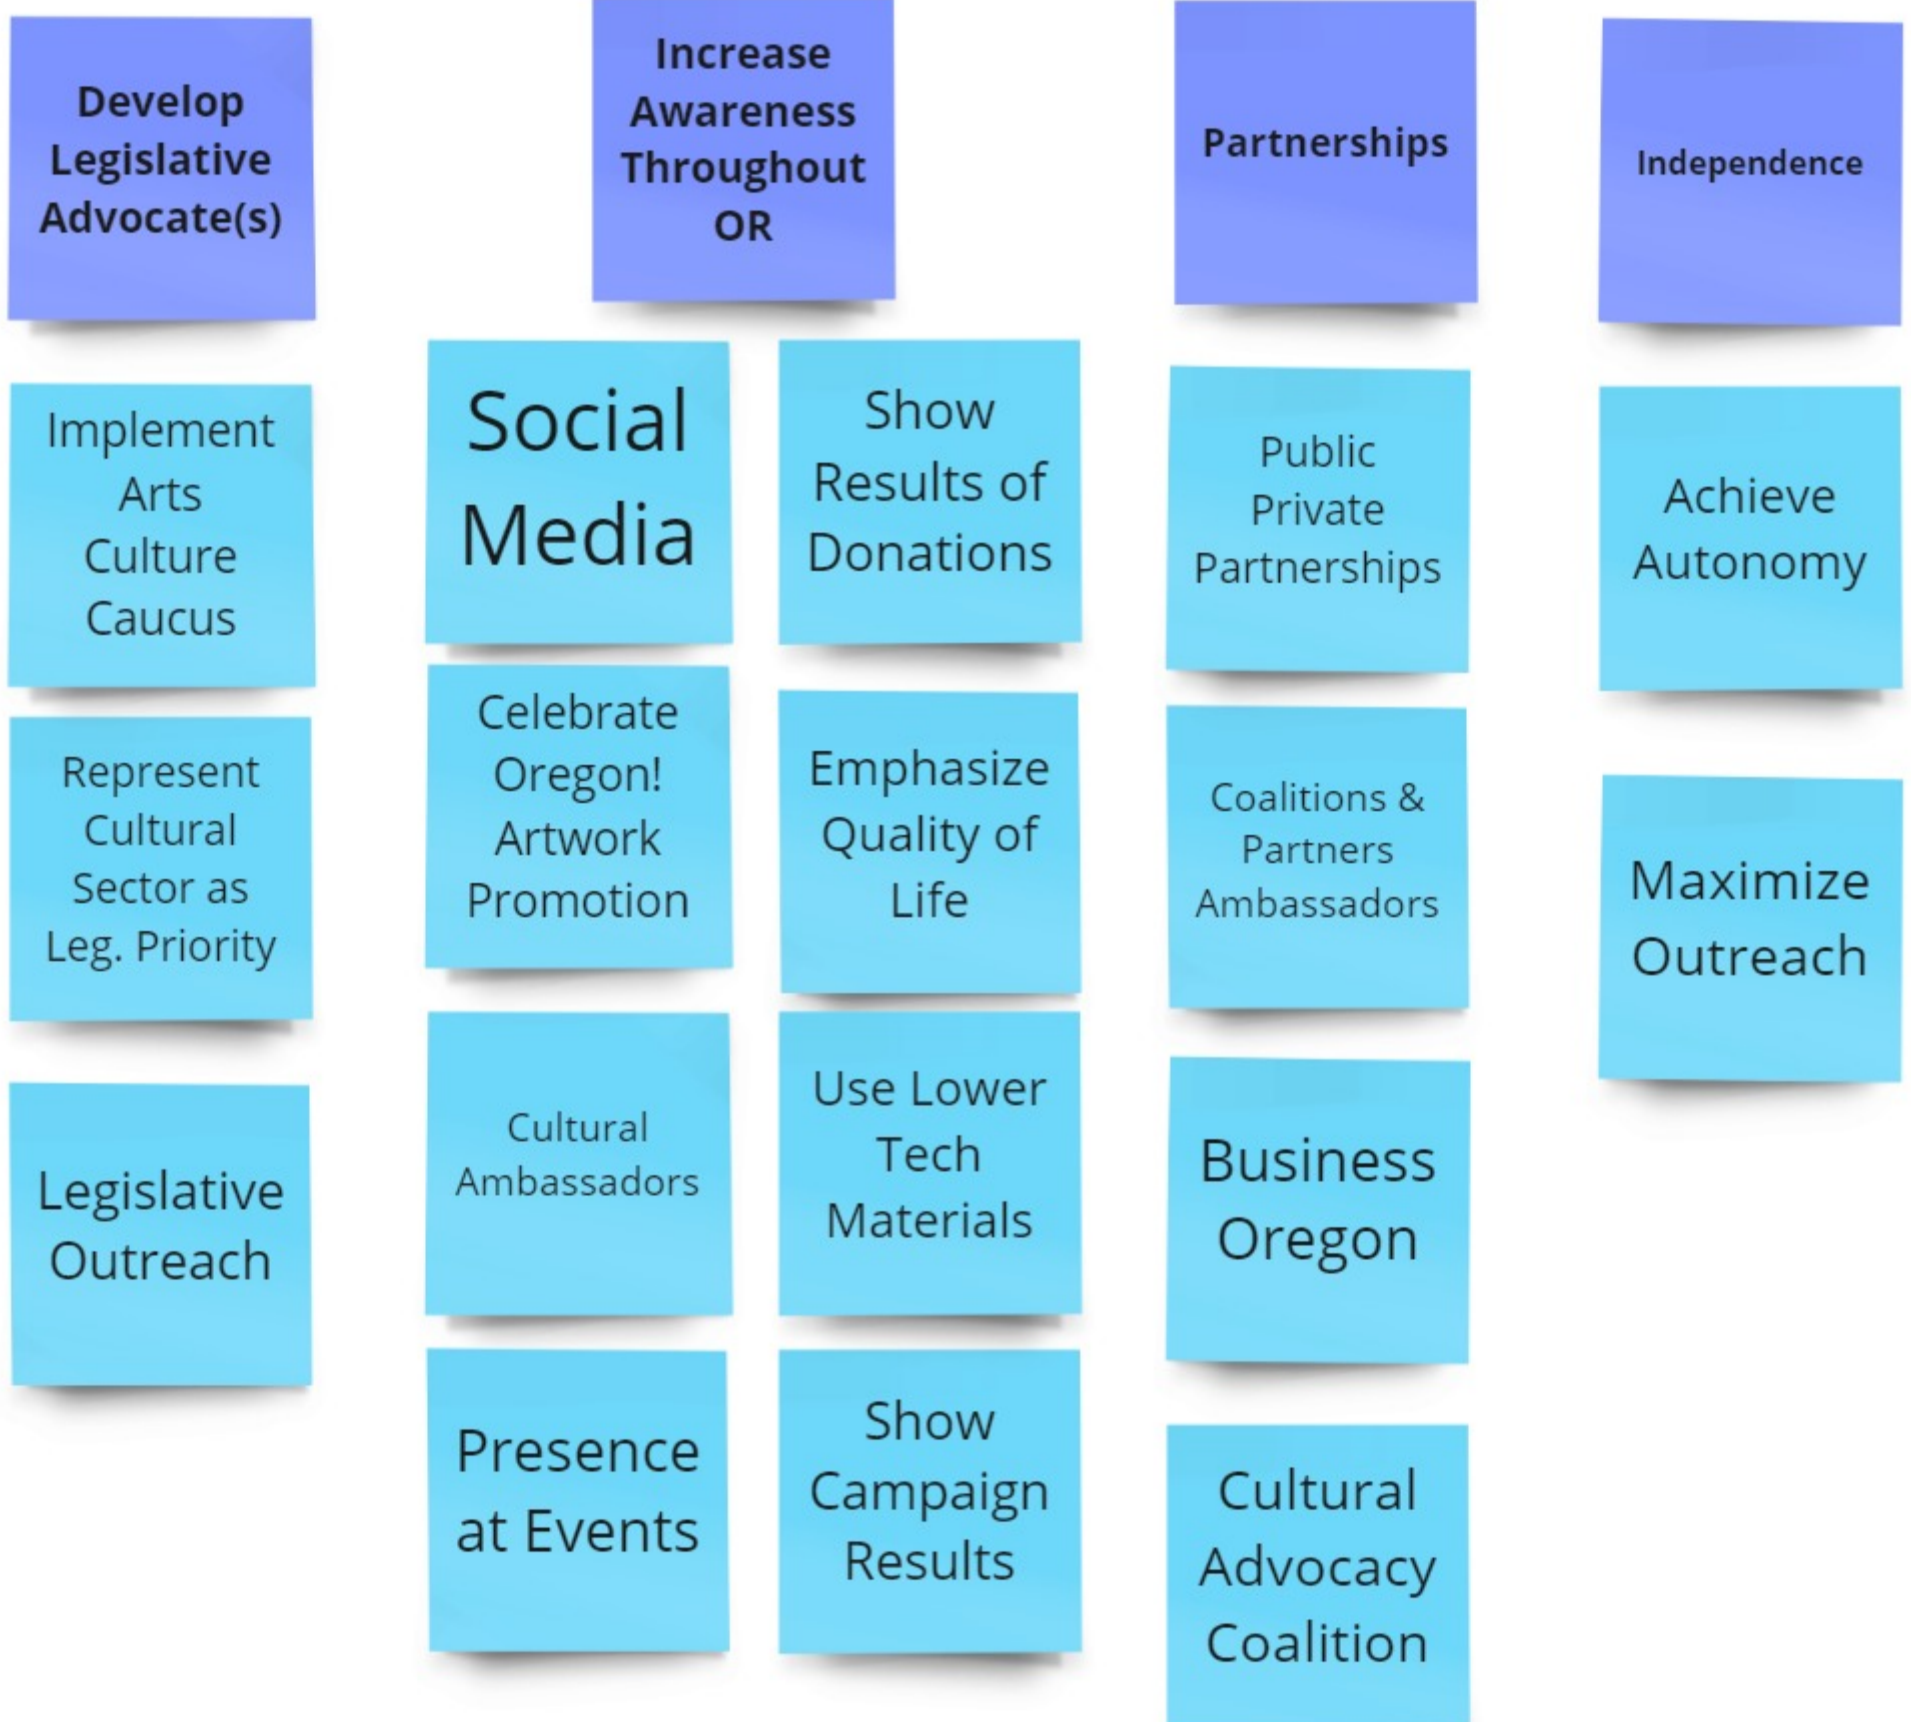 Develop
Legislative
Advocate(s)
Implement
Arts
Culture
Caucus
Represent
Cultural
Sector as
Leg. Priority
Legislative
Outreach
Increase
Awareness
Throughout
OR
Social
Media
Celebrate
Oregon!
Artwork
Promotion
Cultural
Ambassadors
Presence
at Events
Show
Results of
Donations
Emphasize
Quality of
Life
Use Lower
Tech
Materials
Show
Campaign
Results
Partnerships
Public
Private
Partnerships
Coalitions &
Partners
Ambassadors
Business
Oregon
Cultural
Advocacy
Coalition
Independence
Achieve
Autonomy
Maximize
Outreach